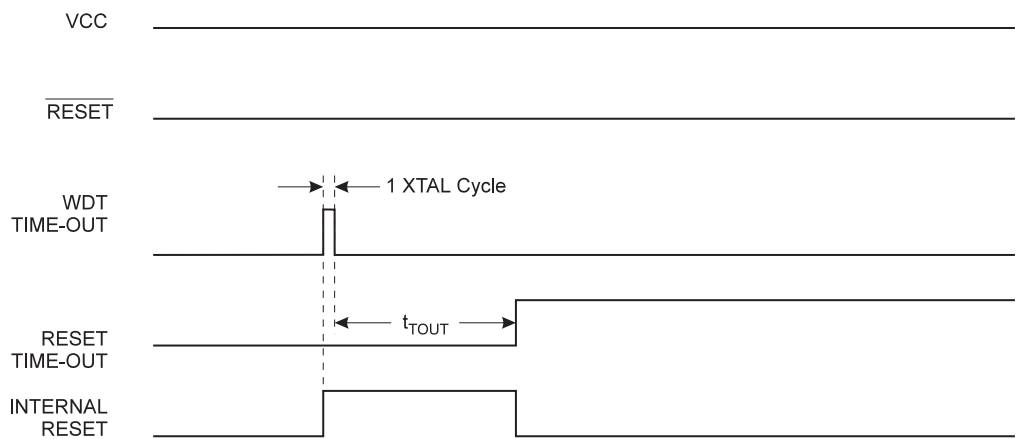 VCC
RESET
1 XTAL Cycle
WDT
TIME-OUT
tTOUT
RESET
TIME-OUT
INTERNAL
RESET